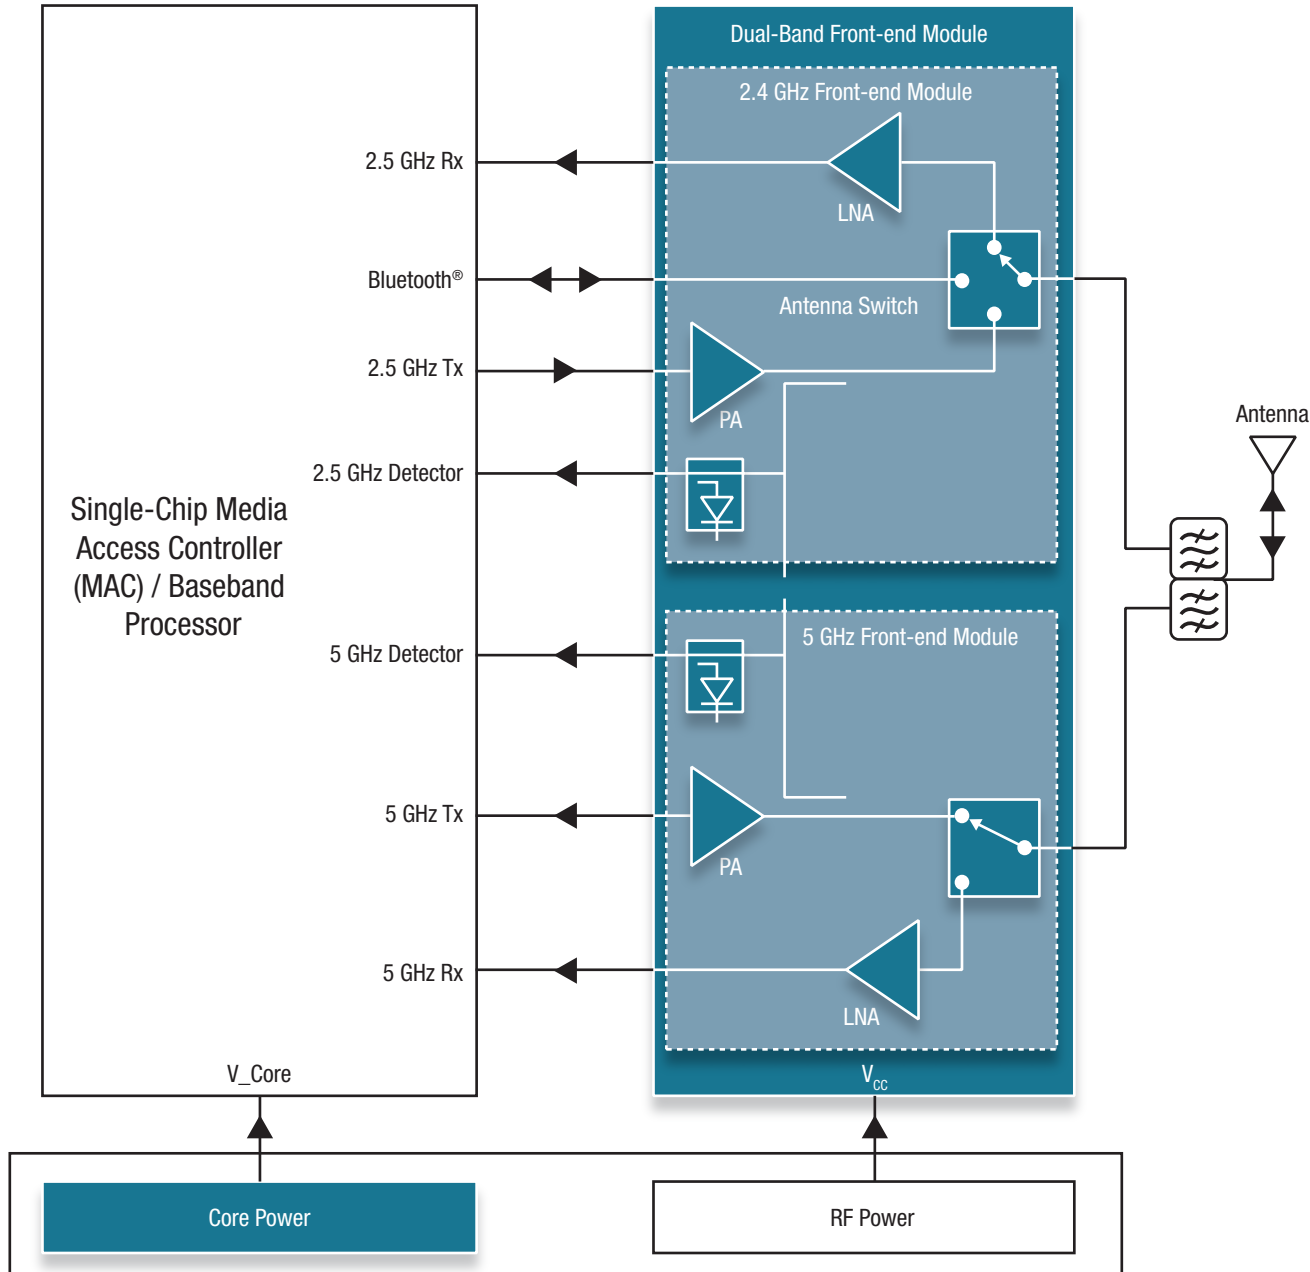 Dual-Band Front-end Module
2.4 GHz Front-end Module
2.5 GHz Rx
LNA
Bluetooth®
Antenna Switch
2.5 GHz Tx
PA
Antenna
2.5 GHz Detector
Single-Chip Media
Access Controller
(MAC) / Baseband
Processor
5 GHz Front-end Module
5 GHz Detector
5 GHz Tx
PA
5 GHz Rx
LNA
V_Core
Vcc
Core Power
RF Power